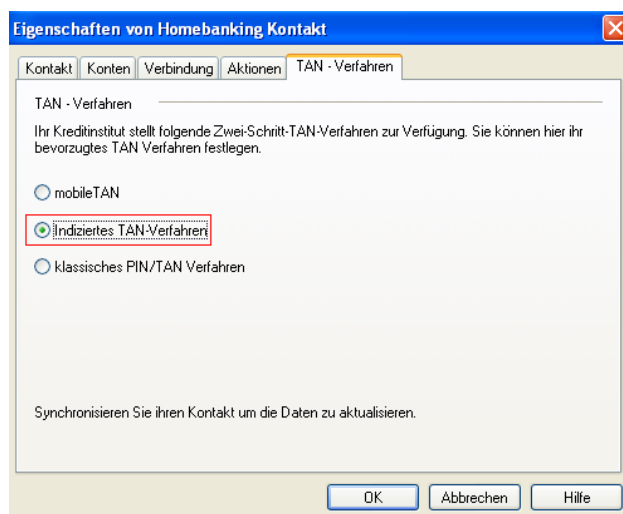 Eigenschaften von Homebanking Kontakt
Kontakt Konten Verbindung Aktionen TAN - Verfahren
TAN - Verfahren
Ihr Kreditinstitut stellt folgende Zwei-Schritt-TAN-Verfahren zur Verfügung. Sie können hier ihr
bevorzugtes TAN Verfahren festlegen.
mobileTAN
Indiziertes TAN-Verfahren
klassisches PIN/TAN Verfahren
Synchronisieren Sie ihren Kontakt um die Daten zu aktualisieren.
OK Abbrechen Hilfe